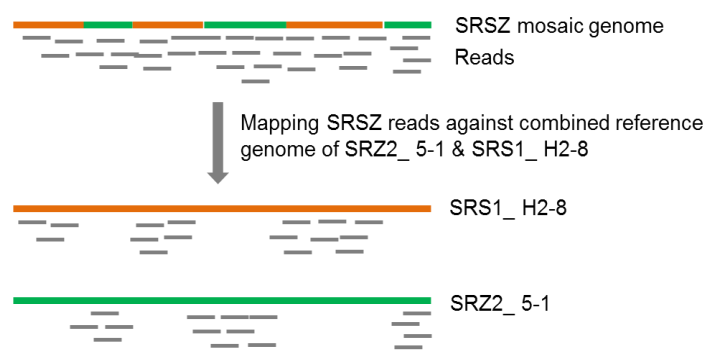 SRSZ mosaic genome
Reads
Mapping SRSZ reads against combined reference
genome of SRZ2_ 5-1 & SRS1_ H2-8
SRS1_ H2-8
SRZ2_ 5-1